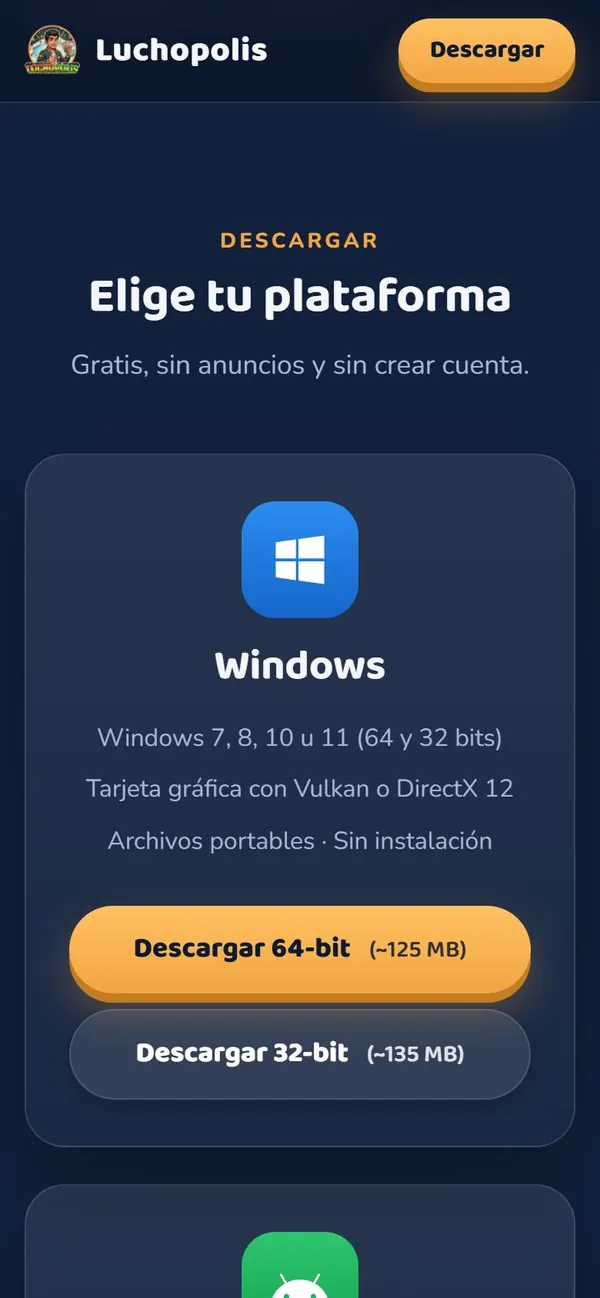 LUCHOPOLIS
Luchopolis
Descargar
DESCARGAR
Elige tu plataforma
Gratis, sin anuncios y sin crear cuenta.
Windows
Windows 7, 8, 10 u 11 (64 y 32 bits)
Tarjeta gráfica con Vulkan o DirectX 12
Archivos portables · Sin instalación
Descargar 64-bit (~125 MB)
Descargar 32-bit (~135 MB)